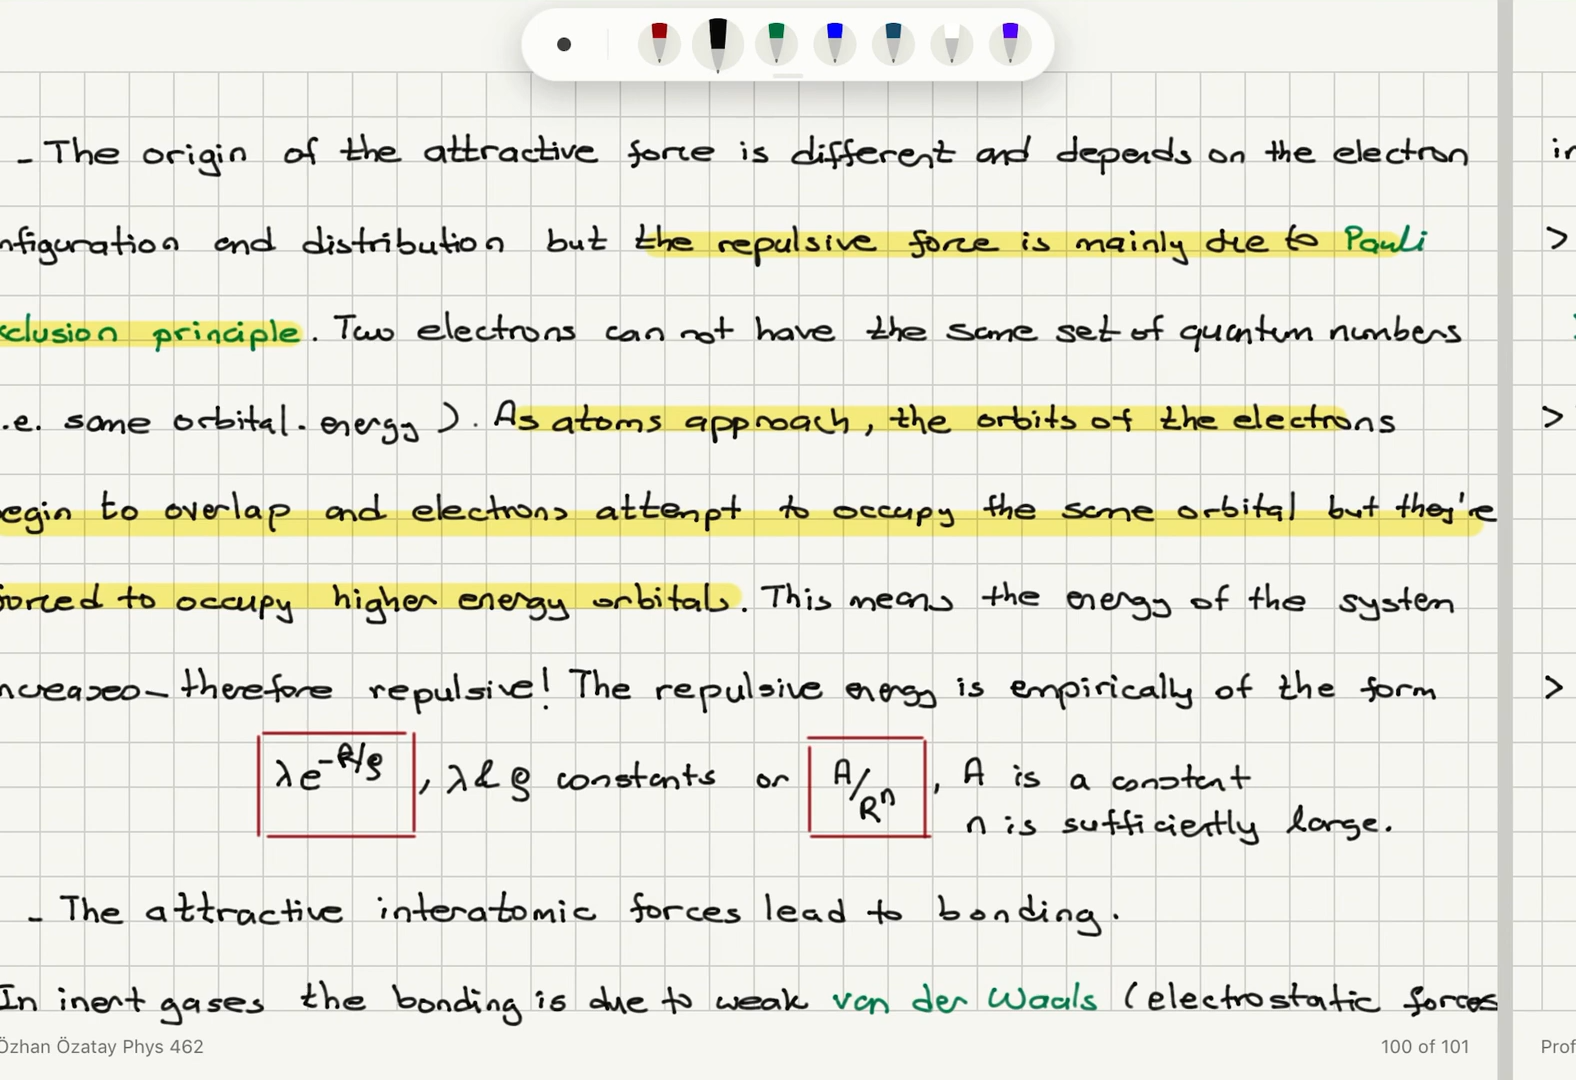 - The origin of the attractive force is different and depends on the electron
nfiguration and distribution but the repulsive force is mainly due to Pauli
xclusion principle. Two electrons can not have the same set of quantum numbers
.e. same orbital. energy ). As atoms approach, the orbits of the electrons
egin to overlap and electrons attempt to occupy the same orbital but they're
forced to occupy higher energy orbitals. This means the energy of the system
ncreases - therefore repulsive! The repulsive energy is empirically of the form
λe^-R/ρ , λ & ρ constants or A/R^n , A is a constant
n is sufficiently large.
- The attractive interatomic forces lead to bonding.
In inert gases the bonding is due to weak van der Waals (electrostatic forces
Özhan Özatay Phys 462
100 of 101
in
>
>
>
Prof